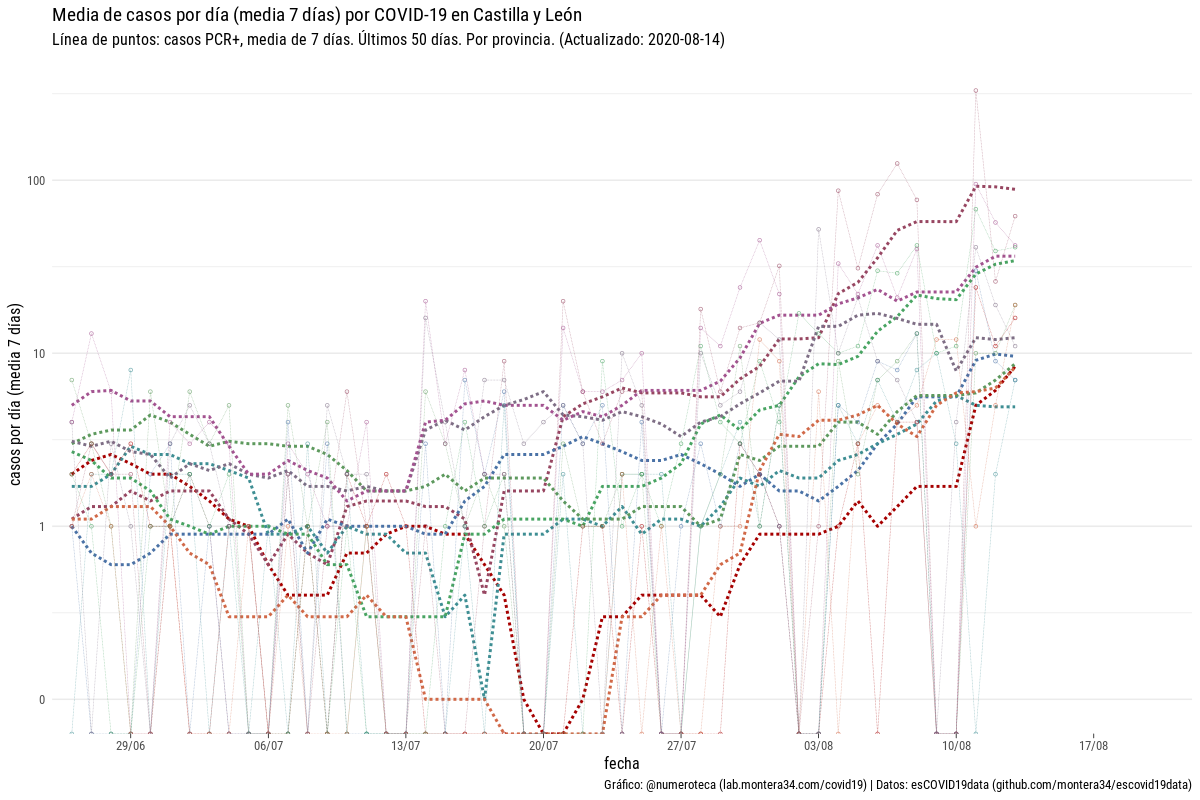 Media de casos por día (media 7 días) por COVID-19 en Castilla y León
Línea de puntos: casos PCR+, media de 7 días. Últimos 50 días. Por provincia. (Actualizado: 2020-08-14)
casos por día (media 7 días)
100
10
1
0
29/06
06/07
13/07
20/07
27/07
03/08
10/08
17/08
fecha
Gráfico: @numeroteca (lab.montera34.com/covid19) | Datos: esCOVID19data (github.com/montera34/escovid19data)